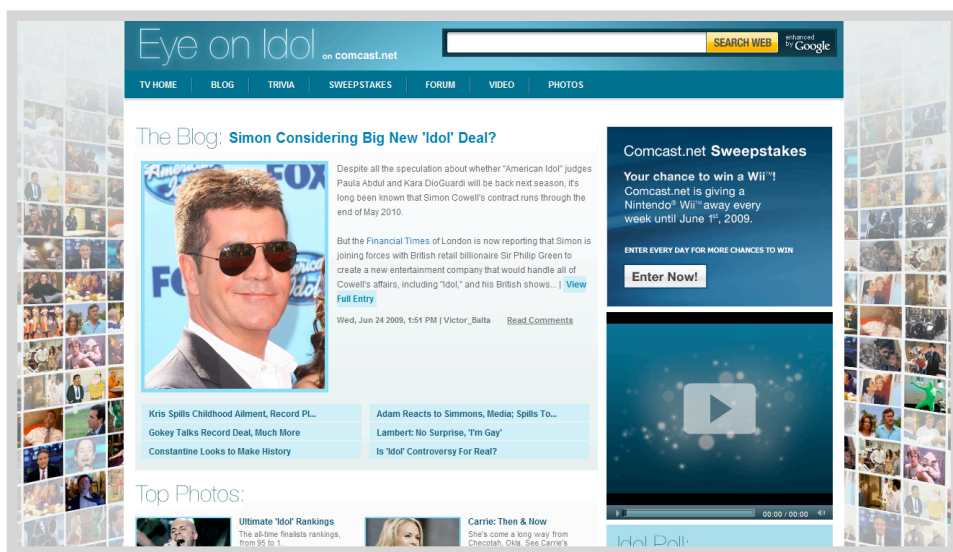 Eye on Idol on comcast.net
SEARCH WEB
enhanced
by Google
TV HOME
BLOG
TRIVIA
SWEEPSTAKES
FORUM
VIDEO
PHOTOS
The Blog: Simon Considering Big New 'Idol' Deal?
American Idol
FOX
Despite all the speculation about whether "American Idol" judges
Paula Abdul and Kara DioGuardi will be back next season, it's
long been known that Simon Cowell's contract runs through the
end of May 2010.
But the Financial Times of London is now reporting that Simon is
joining forces with British retail billionaire Sir Philip Green to
create a new entertainment company that would handle all of
Cowell's affairs, including "Idol," and his British shows... | View
Full Entry
Wed, Jun 24 2009, 1:51 PM | Victor_Balta Read Comments
Kris Spills Childhood Ailment, Record Pl...
Gokey Talks Record Deal, Much More
Constantine Looks to Make History
Adam Reacts to Simmons, Media; Spills To...
Lambert: No Surprise, 'I'm Gay'
Is 'Idol' Controversy For Real?
Top Photos:
Ultimate 'Idol' Rankings
The all-time finalists rankings,
from 95 to 1.
Carrie: Then & Now
She's come a long way from
Checotah, Okla. See Carrie's
Comcast.net Sweepstakes
Your chance to win a Wii™!
Comcast.net is giving a
Nintendo® Wii™ away every
week until June 1st, 2009.
ENTER EVERY DAY FOR MORE CHANCES TO WIN
Enter Now!
00:00 / 00:00
Idol Poll: